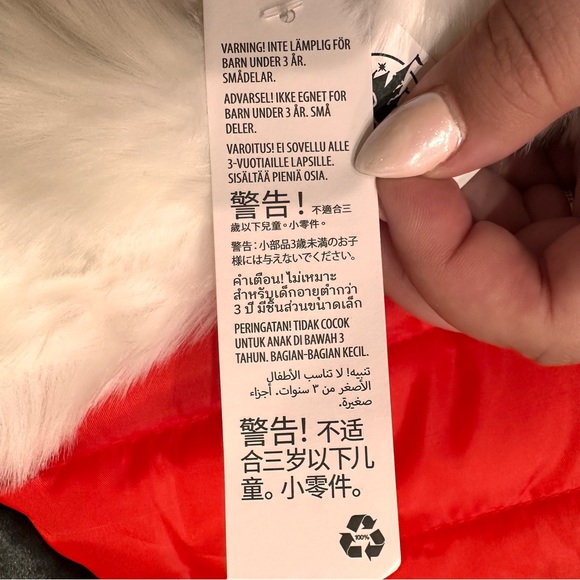 VARNING! INTE LÄMPLIG FÖR
BARN UNDER 3 ÅR.
SMÅDELAR.
ADVARSEL! IKKE EGNET FOR
BARN UNDER 3 ÅR. SMÅ
DELER.
VAROITUS! EI SOVELLU ALLE
3-VUOTIAILLE LAPSILLE.
SISÄLTÄÄ PIENIÄ OSIA.
警告！不適合三
歲以下兒童。小零件。
警告：小部品3歳未満のお子
様には与えないでください。
คำเตือน! ไม่เหมาะ
สำหรับเด็กอายุต่ำกว่า
3 ปี มีชิ้นส่วนขนาดเล็ก
PERINGATAN! TIDAK COCOK
UNTUK ANAK DI BAWAH 3
TAHUN. BAGIAN-BAGIAN KECIL.
تنبيه! لا تناسب الأطفال
الأصغر من ٣ سنوات. أجزاء
صغيرة.
警告！不适
合三岁以下儿
童。小零件。
100%